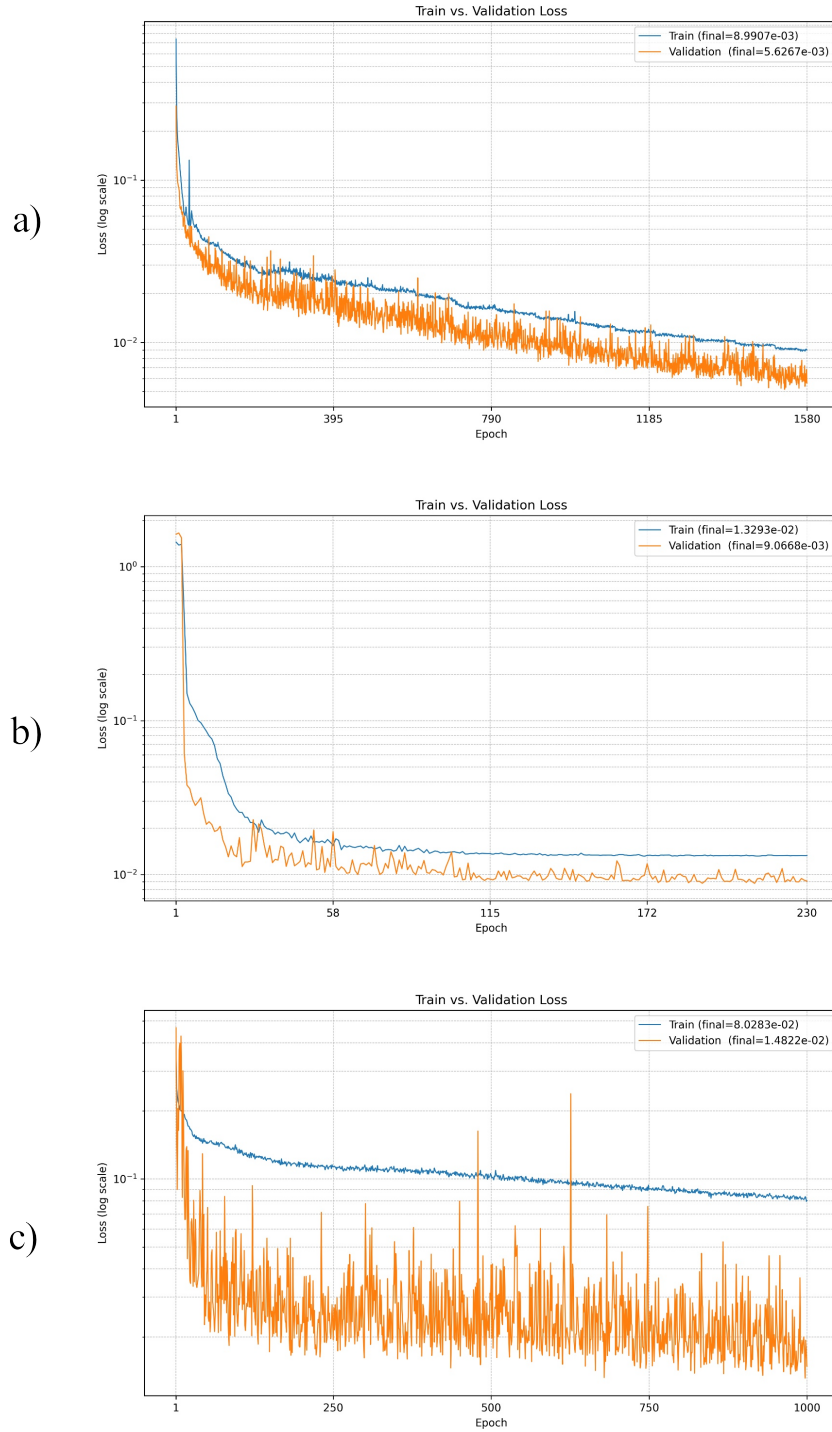 Train vs. Validation Loss
Train (final=8.9907e-03)
Validation (final=5.6267e-03)
a)
Loss (log scale)
10⁻¹
10⁻²
1 395 790 1185 1580
Epoch
Train vs. Validation Loss
Train (final=1.3293e-02)
Validation (final=9.0668e-03)
b)
Loss (log scale)
10⁰
10⁻¹
10⁻²
1 58 115 172 230
Epoch
Train vs. Validation Loss
Train (final=8.0283e-02)
Validation (final=1.4822e-02)
c)
Loss (log scale)
10⁻¹
1 250 500 750 1000
Epoch